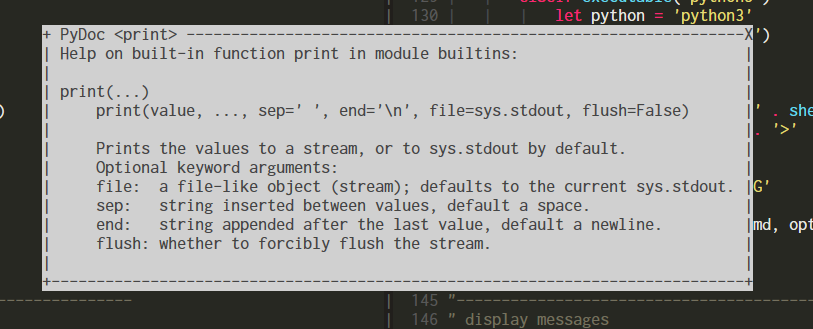 elseif executable('python3')
130 let python = 'python3'
+ PyDoc <print> ---X')
Help on built-in function print in module builtins:
print(...)
print(value, ..., sep=' ', end='\n', file=sys.stdout, flush=False)
' . she
. '>'
Prints the values to a stream, or to sys.stdout by default.
Optional keyword arguments:
file: a file-like object (stream); defaults to the current sys.stdout. G'
sep: string inserted between values, default a space.
end: string appended after the last value, default a newline. md, opt
flush: whether to forcibly flush the stream.
145 "---
146 " display messages